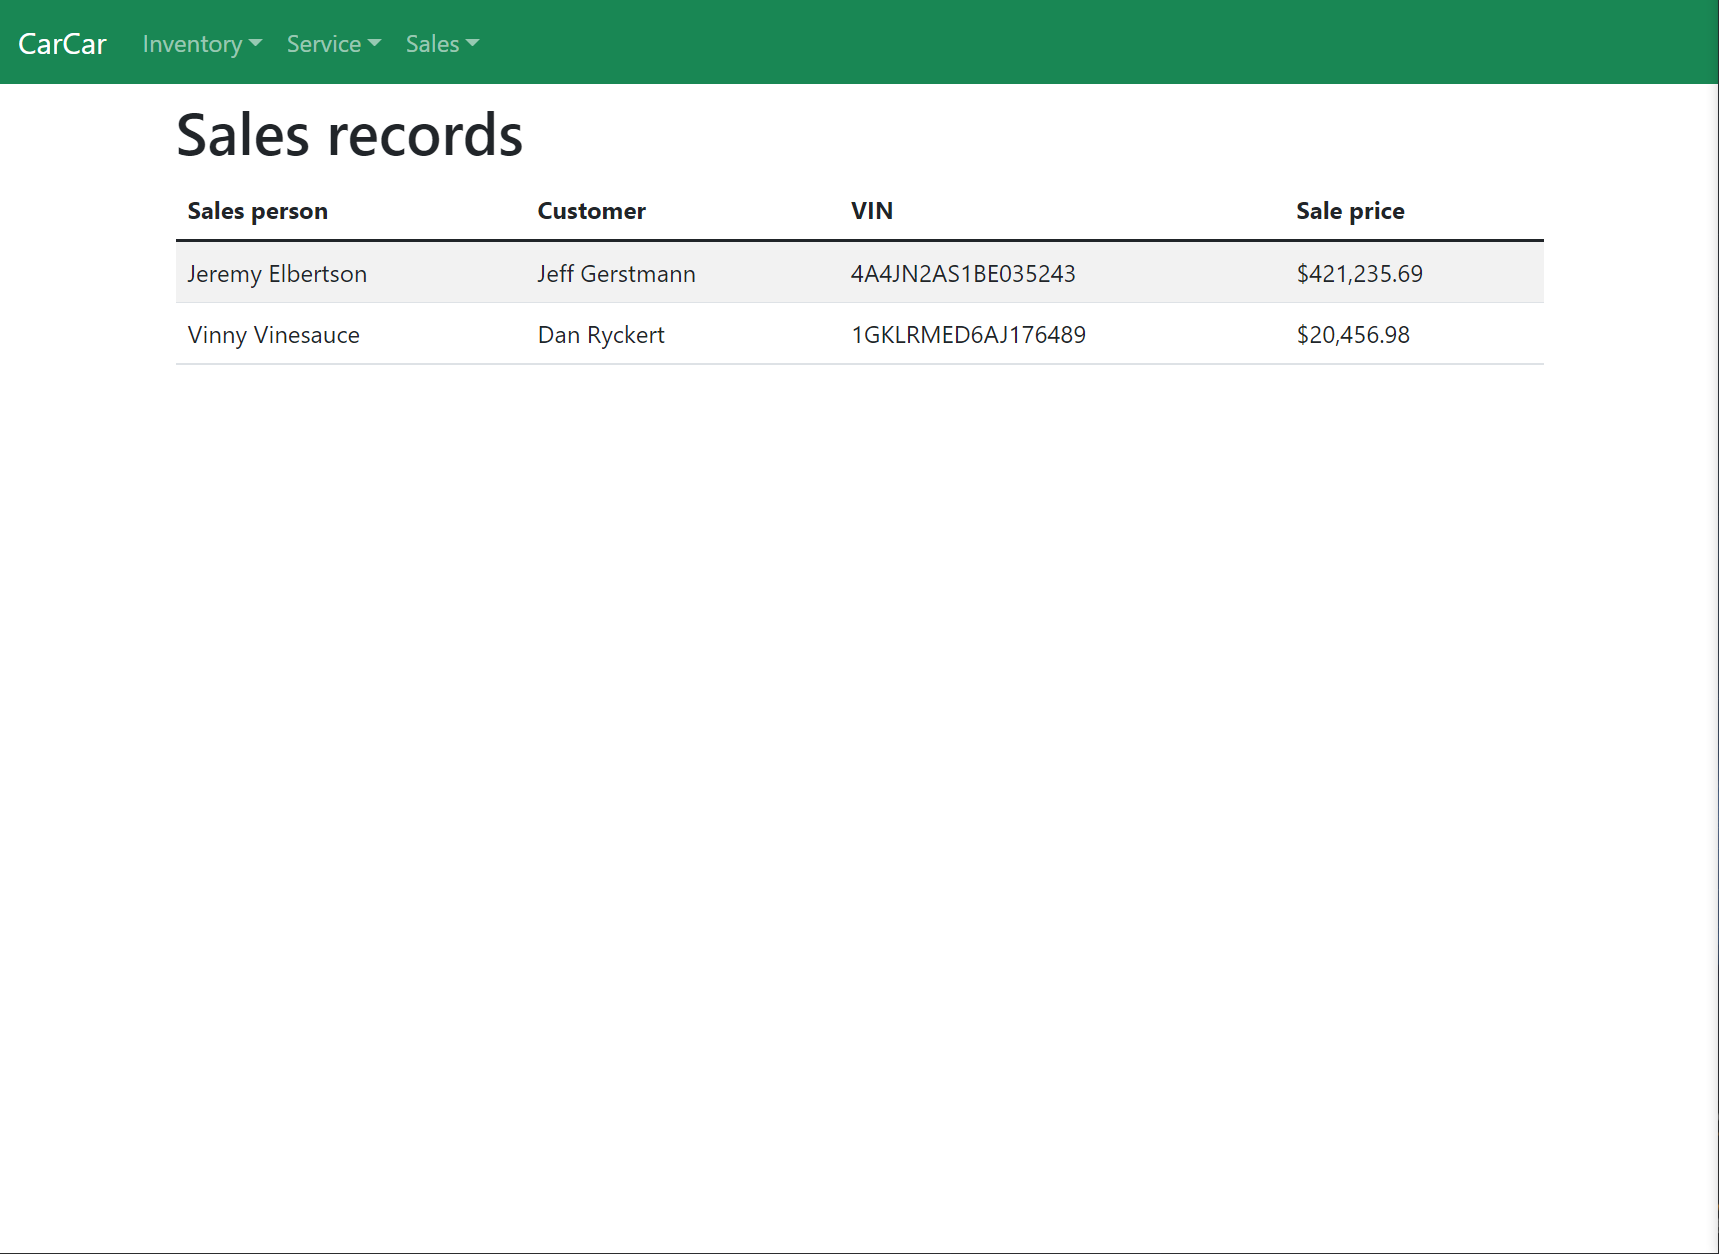 CarCar Inventory Service Sales
Sales records
Sales person Customer VIN Sale price
Jeremy Elbertson Jeff Gerstmann 4A4JN2AS1BE035243 $421,235.69
Vinny Vinesauce Dan Ryckert 1GKLRMED6AJ176489 $20,456.98